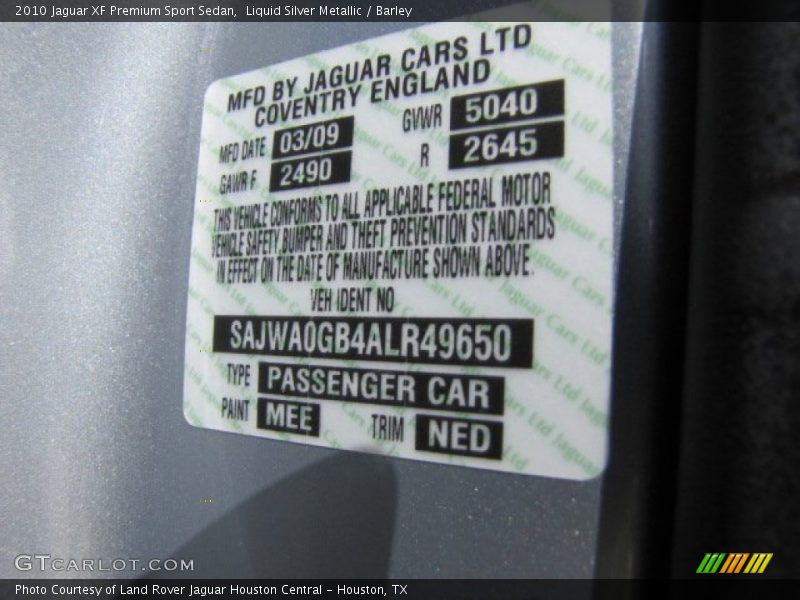 2010 Jaguar XF Premium Sport Sedan,  Liquid Silver Metallic / Barley
MFD BY JAGUAR CARS LTD
COVENTRY ENGLAND
MFD DATE 03/09 GVWR 5040
GAWR F 2490 R 2645
THIS VEHICLE CONFORMS TO ALL APPLICABLE FEDERAL MOTOR
VEHICLE SAFETY, BUMPER AND THEFT PREVENTION STANDARDS
IN EFFECT ON THE DATE OF MANUFACTURE SHOWN ABOVE.
VEH IDENT NO
SAJWA0GB4ALR49650
TYPE PASSENGER CAR
PAINT MEE TRIM NED
GTCARLOT.COM
Photo Courtesy of Land Rover Jaguar Houston Central - Houston, TX